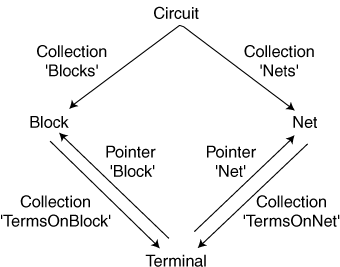 Circuit
Collection
'Blocks'
Collection
'Nets'
Block
Net
Pointer
'Block'
Pointer
'Net'
Collection
'TermsOnBlock'
Collection
'TermsOnNet'
Terminal